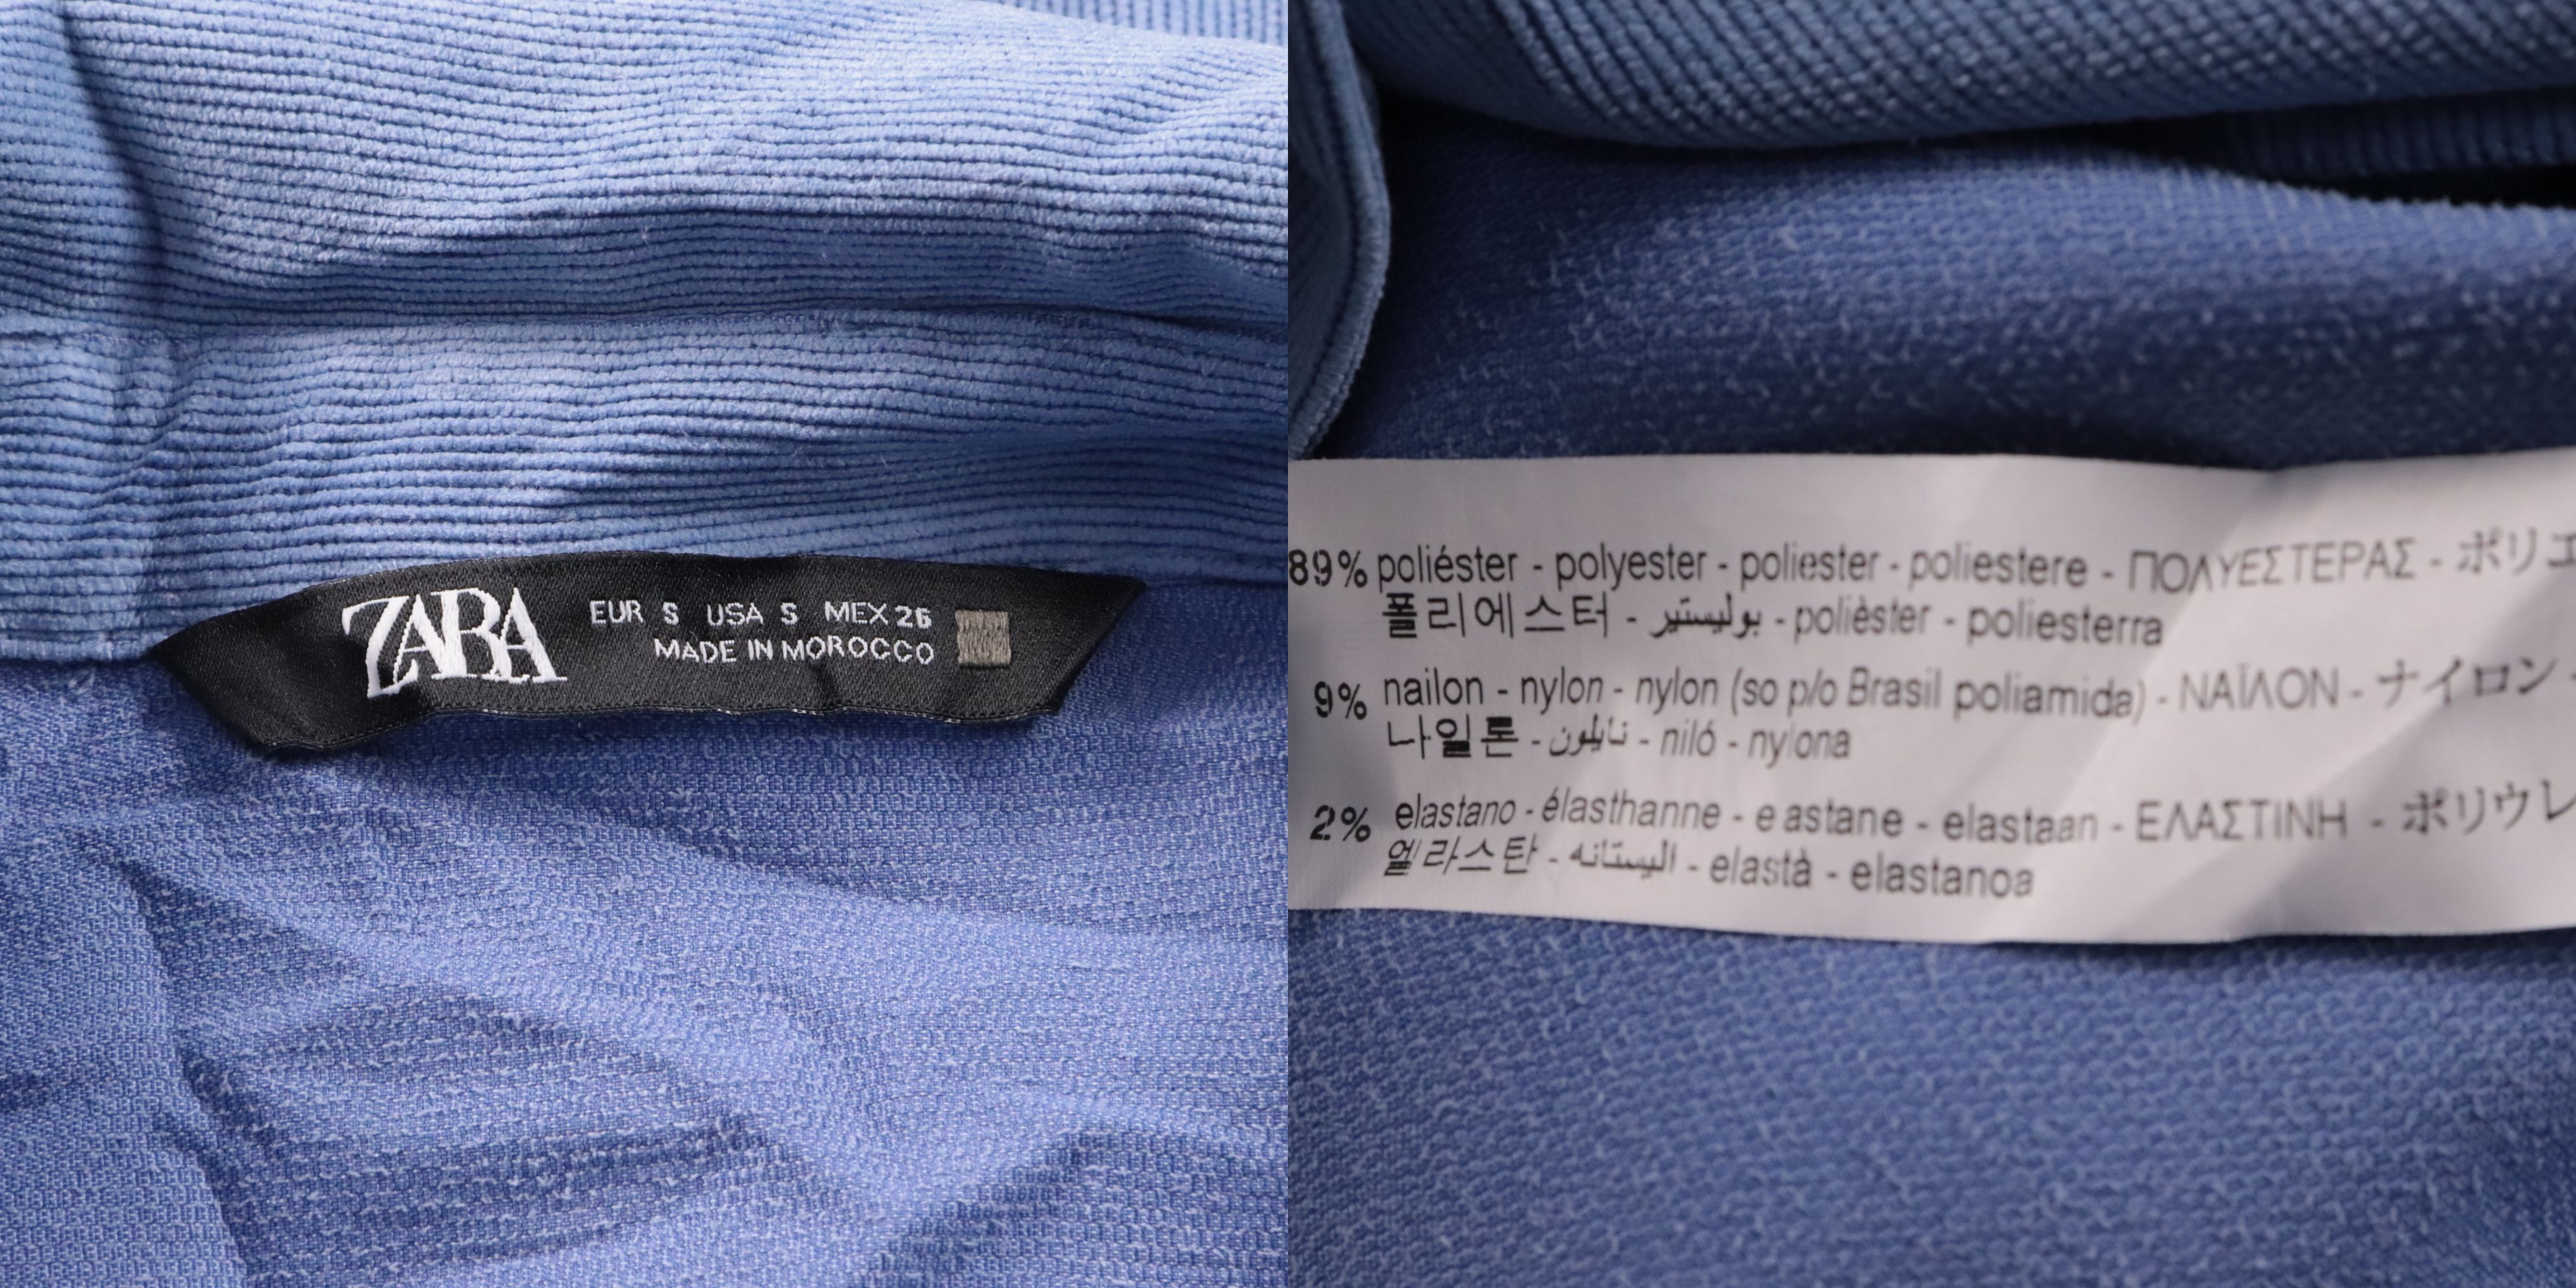 ZARA
EUR S USA S MEX 26
MADE IN MOROCCO
89% poliéster - polyester - poliester - poliestere - ΠΟΛΥΕΣΤΕΡΑΣ - ポリエ
폴리에스터 - بوليستير - polièster - poliesterra
9% nailon - nylon - nylon (so p/o Brasil poliamida) - ΝΑΪΛΟΝ - ナイロン -
나일론 - نايلون - niló - nylona
2% elastano - élasthanne - e astane - elastaan - ΕΛΑΣΤΙΝΗ - ポリウレ
엘라스탄 - اليستانه - elastà - elastanoa